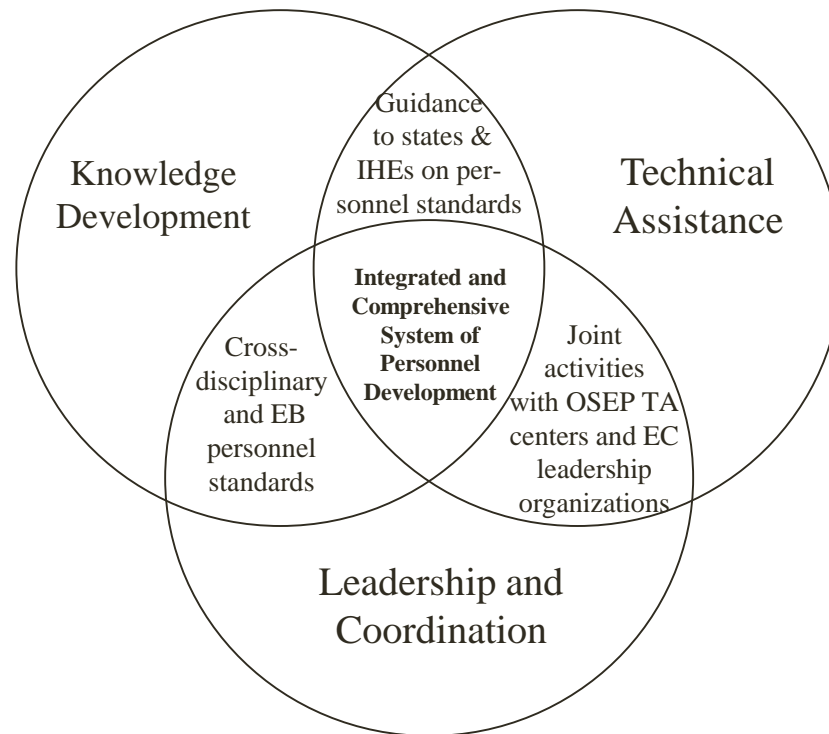 Guidance
to states &
IHEs on per-
sonnel standards
Knowledge
Development
Technical
Assistance
Integrated and
Comprehensive
System of
Personnel
Development
Cross-
disciplinary
and EB
personnel
standards
Joint
activities
with OSEP TA
centers and EC
leadership
organizations
Leadership and
Coordination